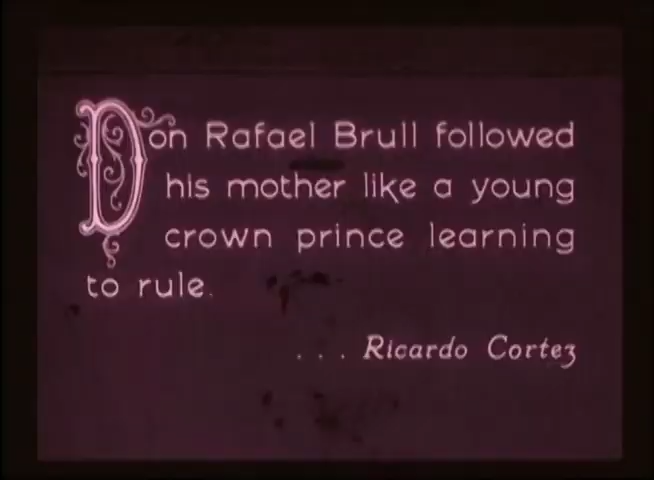 Don Rafael Brull followed
his mother like a young
crown prince learning
to rule.
. . . Ricardo Cortez